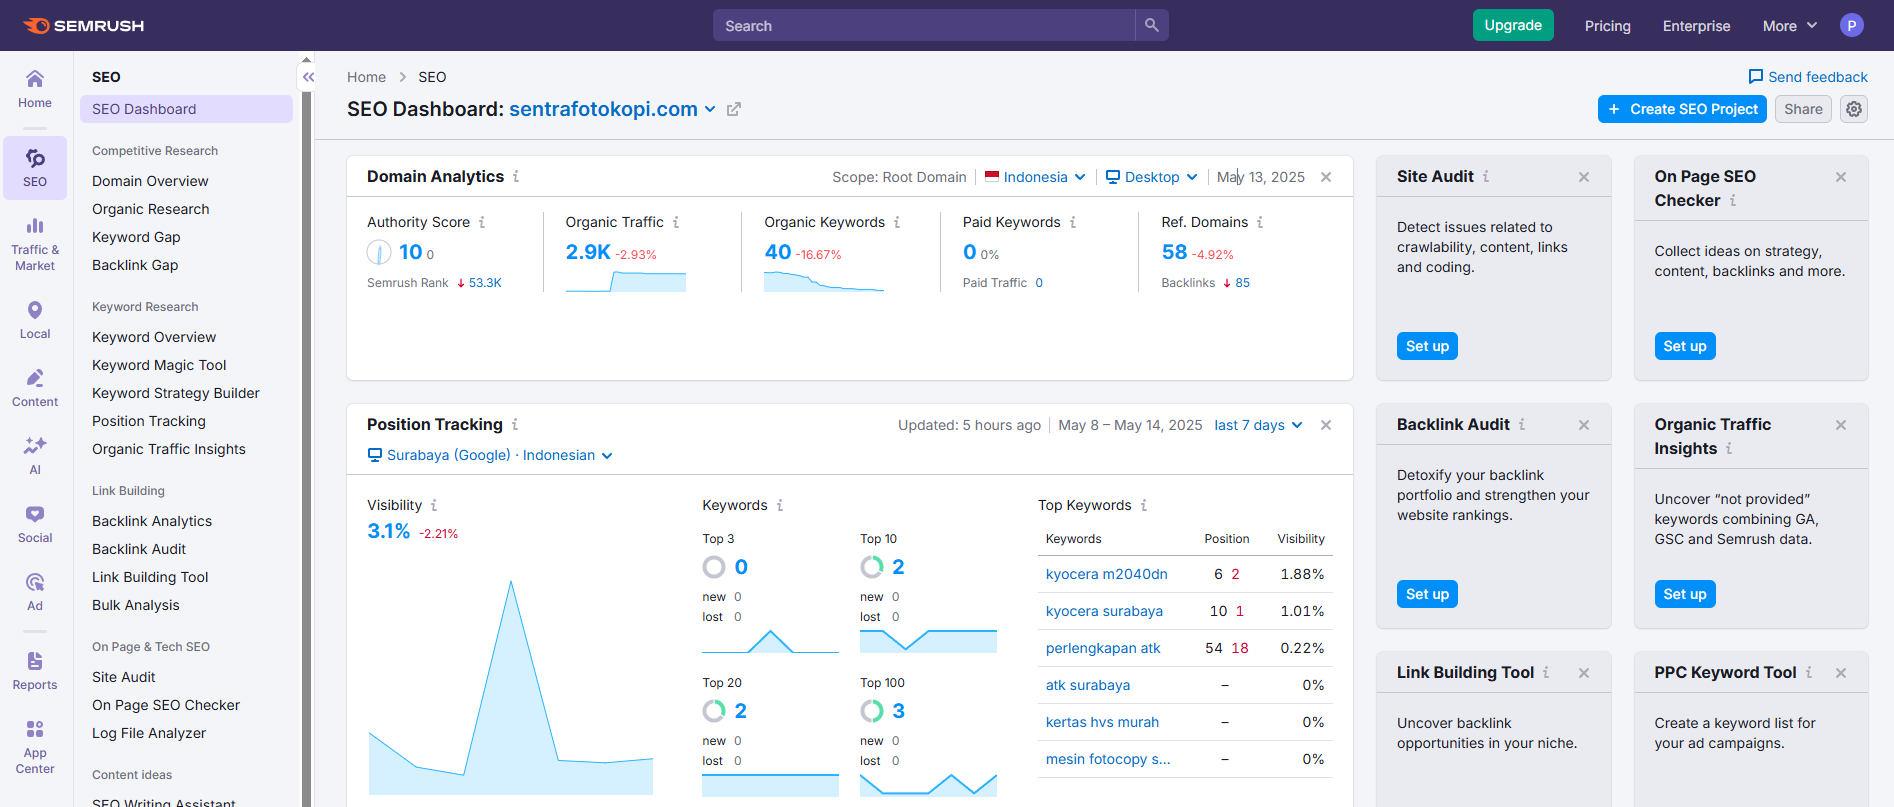 SEMRUSH
Search
Upgrade
Pricing
Enterprise
More
P
Home
SEO
Traffic &
Market
Local
Content
AI
Social
Ad
Reports
App
Center
SEO
SEO Dashboard
Competitive Research
Domain Overview
Organic Research
Keyword Gap
Backlink Gap
Keyword Research
Keyword Overview
Keyword Magic Tool
Keyword Strategy Builder
Position Tracking
Organic Traffic Insights
Link Building
Backlink Analytics
Backlink Audit
Link Building Tool
Bulk Analysis
On Page & Tech SEO
Site Audit
On Page SEO Checker
Log File Analyzer
Content ideas
SEO Writing Assistant
Home > SEO
Send feedback
SEO Dashboard: sentrafotokopi.com
+ Create SEO Project
Share
Domain Analytics
Scope: Root Domain
Indonesia
Desktop
May 13, 2025
Authority Score
10 0
Semrush Rank ↓ 53.3K
Organic Traffic
2.9K -2.93%
Organic Keywords
40 -16.67%
Paid Keywords
0 0%
Paid Traffic 0
Ref. Domains
58 -4.92%
Backlinks ↓ 85
Position Tracking
Updated: 5 hours ago
May 8 – May 14, 2025
last 7 days
Surabaya (Google) · Indonesian
Visibility
3.1% -2.21%
Keywords
Top 3
0
new 0
lost 0
Top 10
2
new 0
lost 0
Top 20
2
new 0
lost 0
Top 100
3
new 0
lost 0
Top Keywords
Keywords Position Visibility
kyocera m2040dn 6 2 1.88%
kyocera surabaya 10 1 1.01%
perlengkapan atk 54 18 0.22%
atk surabaya – 0%
kertas hvs murah – 0%
mesin fotocopy s... – 0%
Site Audit
Detect issues related to
crawlability, content, links
and coding.
Set up
On Page SEO
Checker
Collect ideas on strategy,
content, backlinks and more.
Set up
Backlink Audit
Detoxify your backlink
portfolio and strengthen your
website rankings.
Set up
Organic Traffic
Insights
Uncover “not provided”
keywords combining GA,
GSC and Semrush data.
Set up
Link Building Tool
Uncover backlink
opportunities in your niche.
PPC Keyword Tool
Create a keyword list for
your ad campaigns.